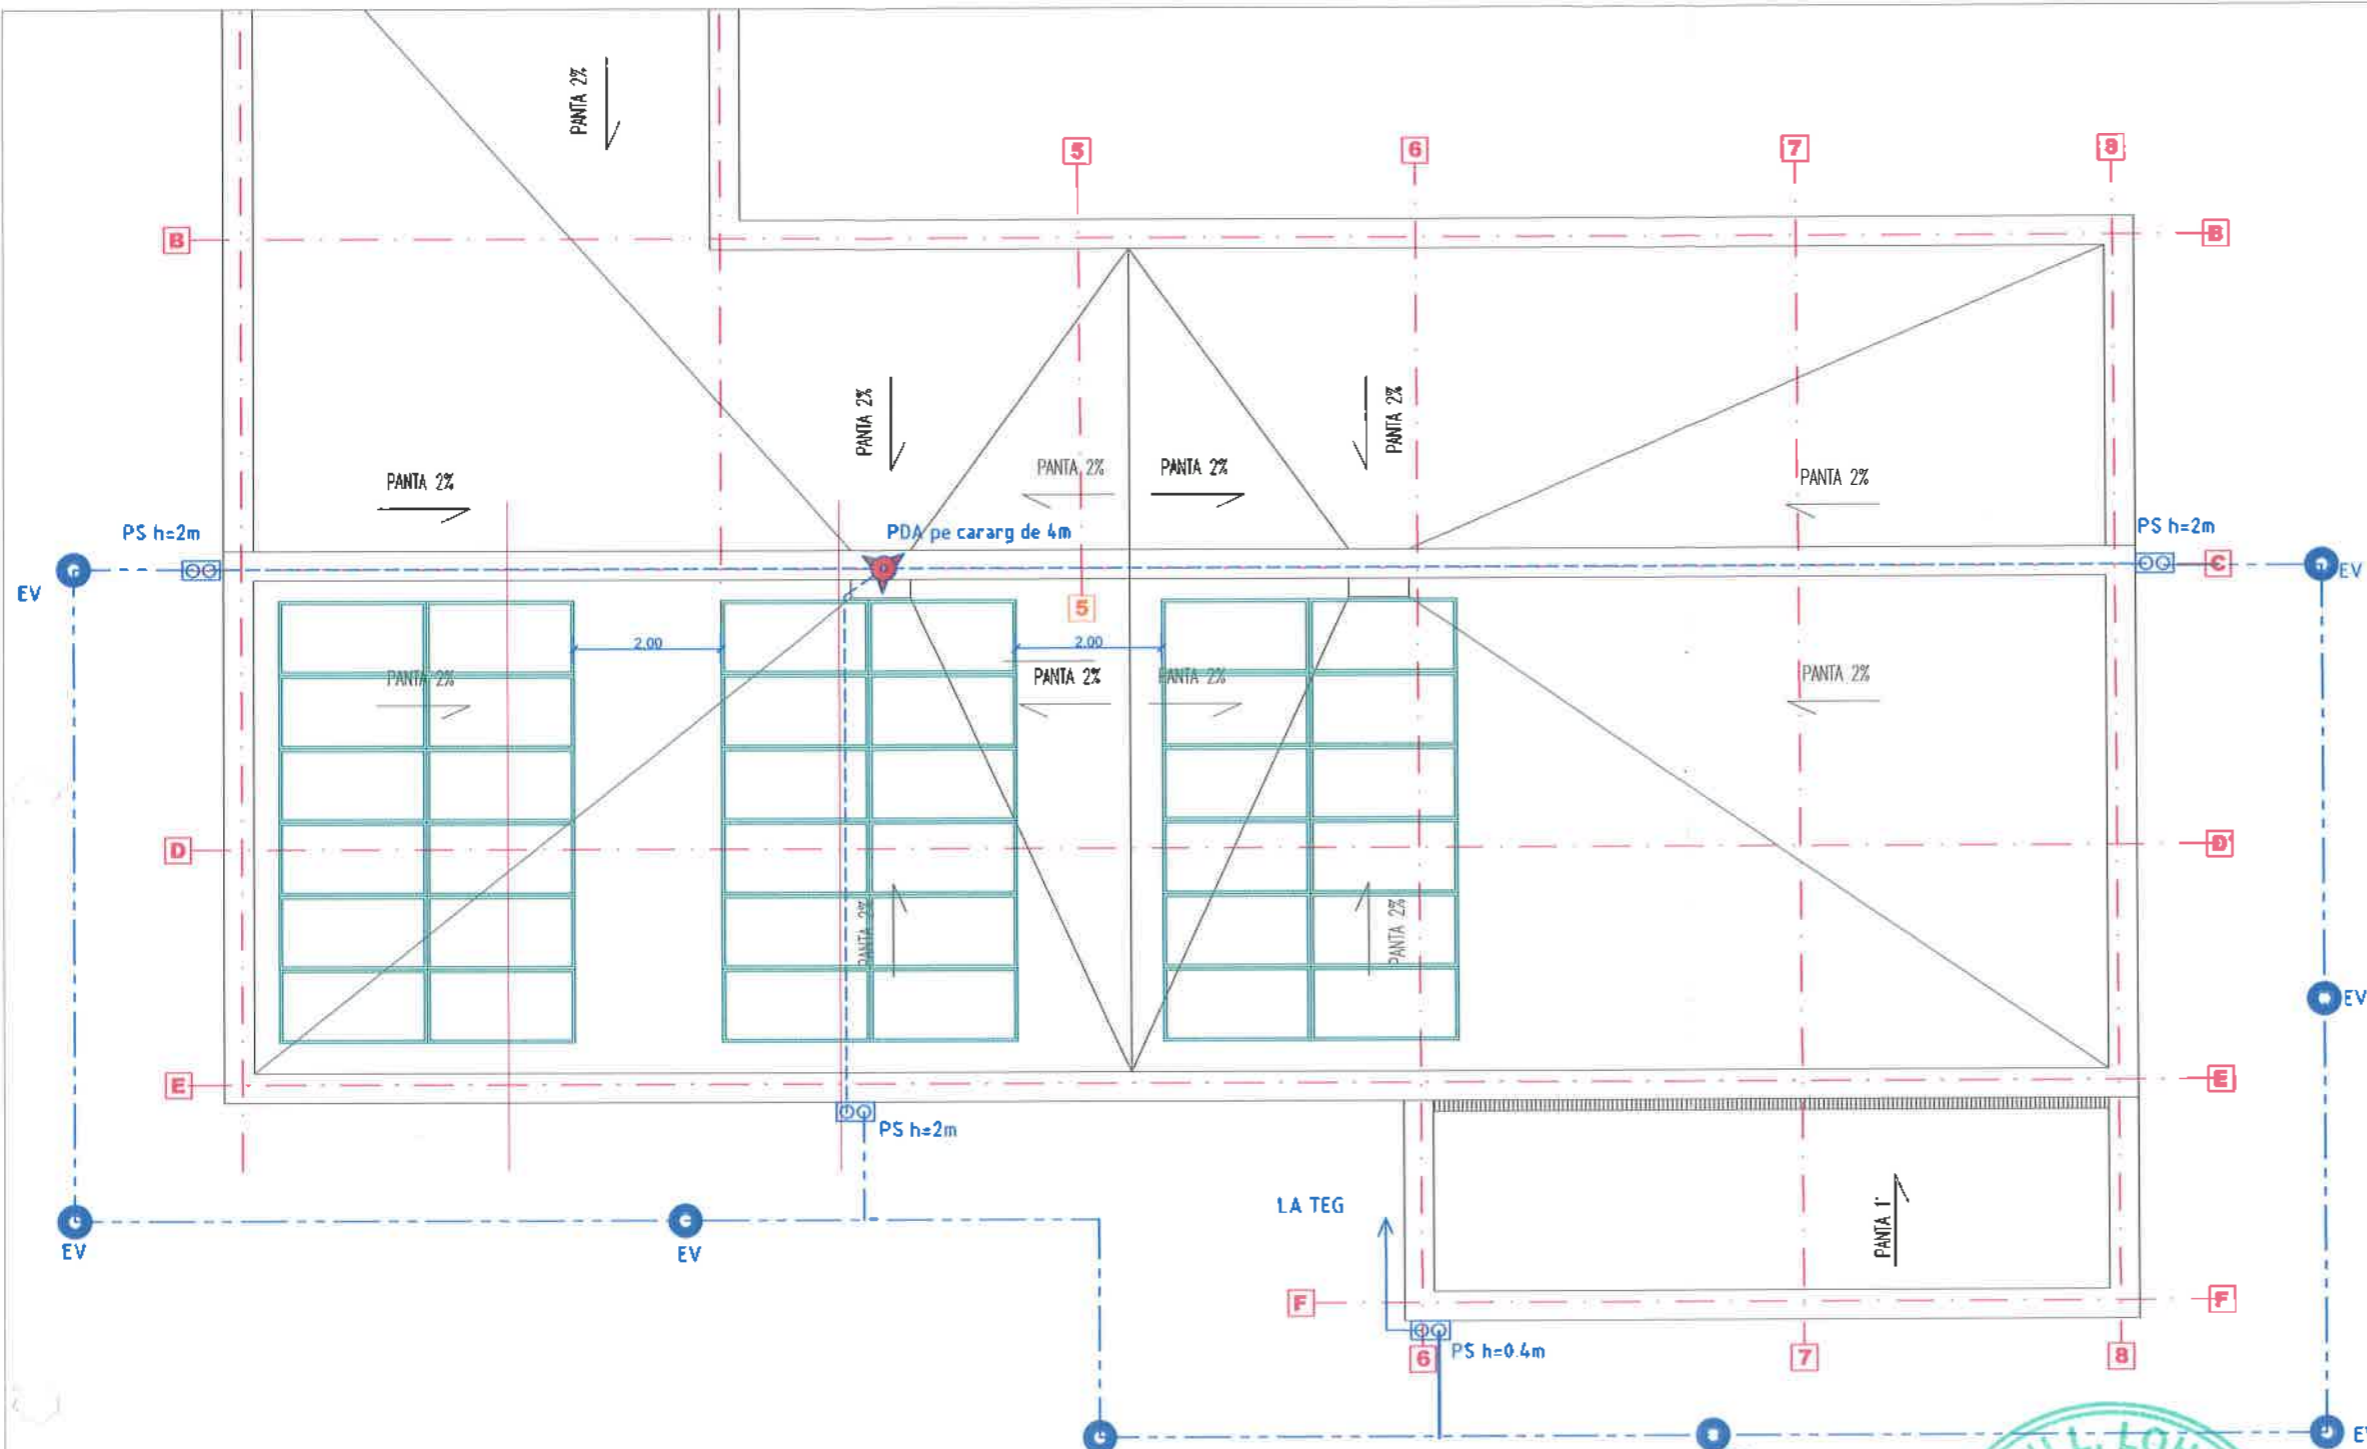 PANTA 2%
5
6
7
8
B
B
PANTA 2%
PANTA 2%
PANTA 2%
PANTA 2%
PANTA 2%
PANTA 2%
PS h=2m
PDA pe cararg de 4m
PS h=2m
C
EV
EV
5
2,00
2.00
PANTA 2%
PANTA 2%
PANTA 2%
PANTA 2%
D
D'
PANTA 2%
PANTA 2%
EV
E
E
PS h=2m
LA TEG
PANTA 1°
EV
EV
F
F
6
PS h=0.4m
7
8